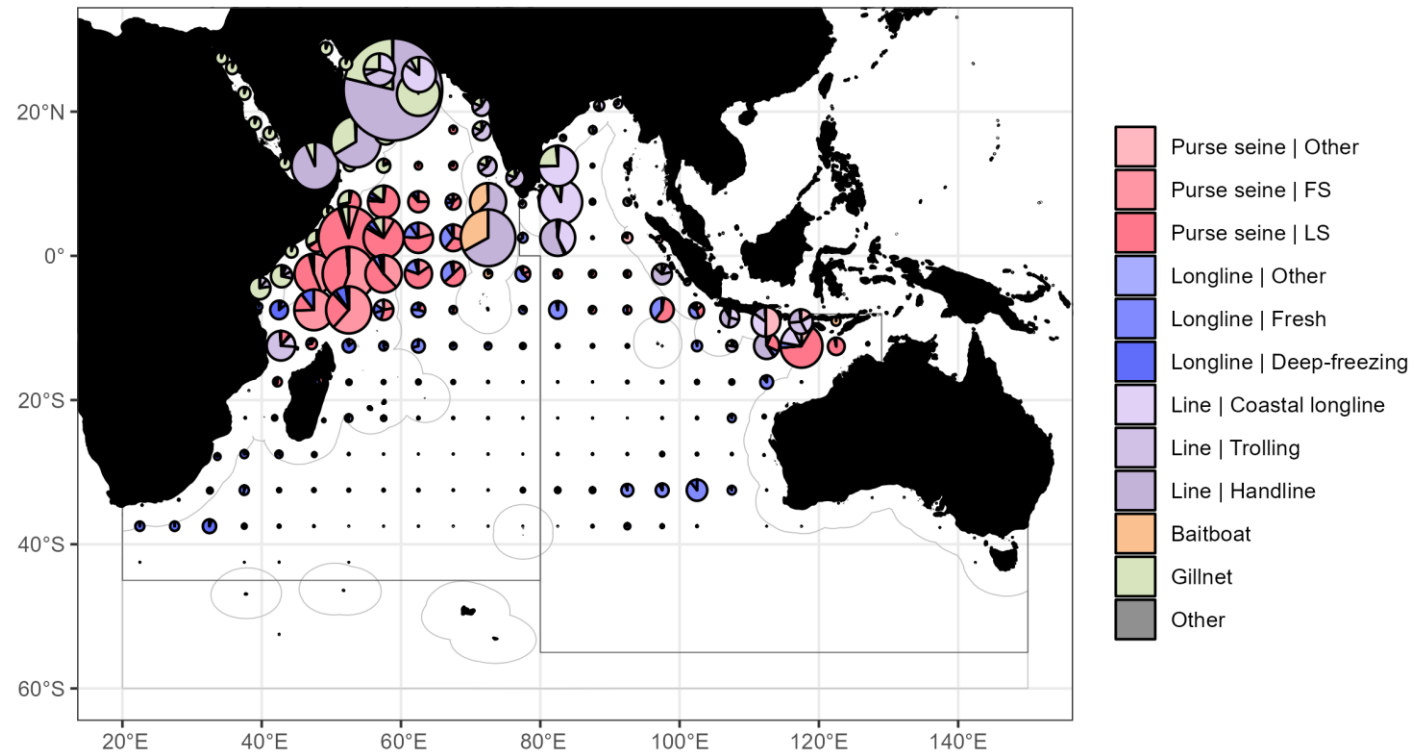 20°N
0°
20°S
40°S
60°S
20°E 40°E 60°E 80°E 100°E 120°E 140°E
Purse seine | Other
Purse seine | FS
Purse seine | LS
Longline | Other
Longline | Fresh
Longline | Deep-freezing
Line | Coastal longline
Line | Trolling
Line | Handline
Baitboat
Gillnet
Other